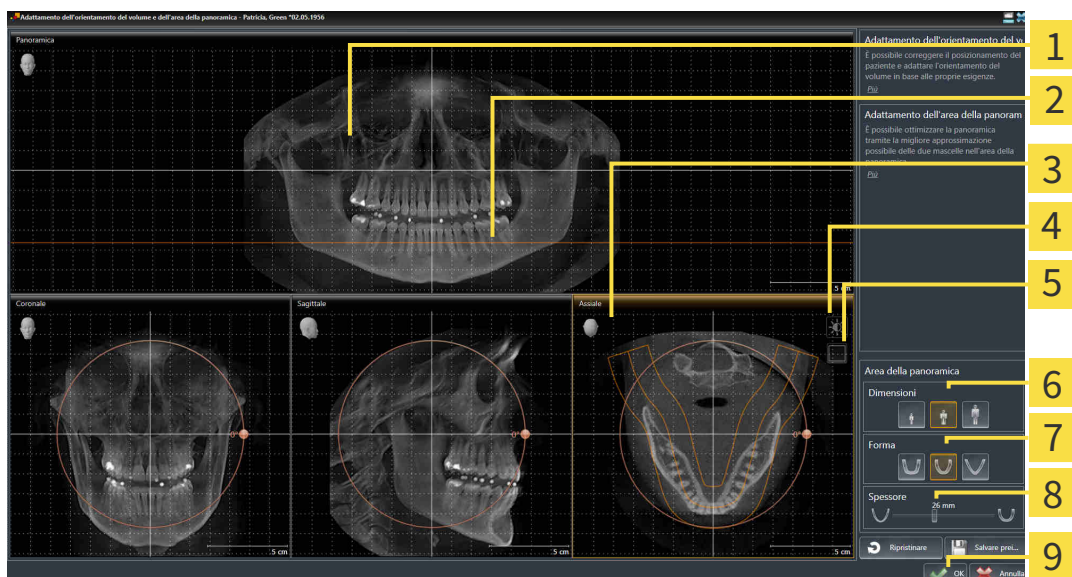 Adattamento dell'orientamento del volume e dell'area della panoramica - Patricia, Green *02.05.1956
Panoramica
5 cm
Coronale
0°
5 cm
Sagittale
0°
5 cm
Assiale
0°
5 cm
Adattamento dell'orientamento del vo
È possibile correggere il posizionamento del
paziente e adattare l'orientamento del
volume in base alle proprie esigenze.
Più
Adattamento dell'area della panoram
È possibile ottimizzare la panoramica
tramite la migliore approssimazione
possibile delle due mascelle nell'area della
panoramica.
Più
Area della panoramica
Dimensioni
Forma
Spessore
26 mm
Ripristinare
Salvare prei...
OK
Annulla
1
2
3
4
5
6
7
8
9